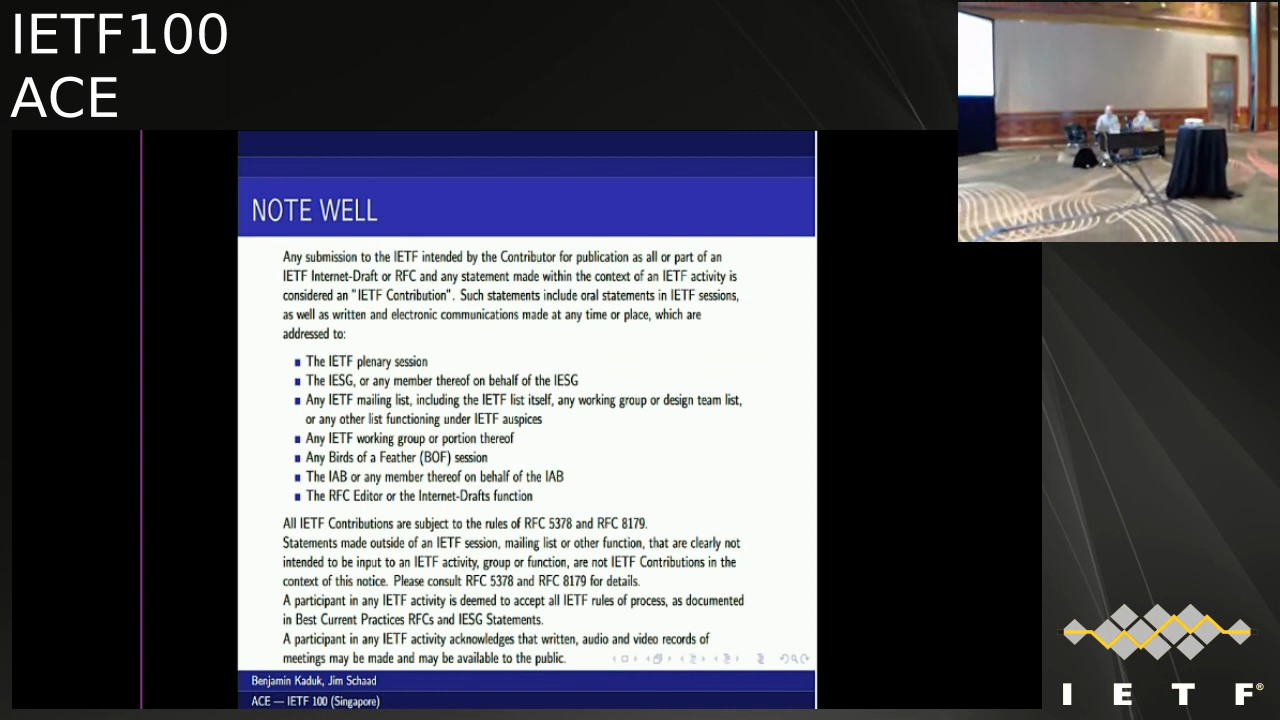 IETF100
ACE
NOTE WELL
Any submission to the IETF intended by the Contributor for publication as all or part of an
IETF Internet-Draft or RFC and any statement made within the context of an IETF activity is
considered an "IETF Contribution". Such statements include oral statements in IETF sessions,
as well as written and electronic communications made at any time or place, which are
addressed to:
The IETF plenary session
The IESG, or any member thereof on behalf of the IESG
Any IETF mailing list, including the IETF list itself, any working group or design team list,
or any other list functioning under IETF auspices
Any IETF working group or portion thereof
Any Birds of a Feather (BOF) session
The IAB or any member thereof on behalf of the IAB
The RFC Editor or the Internet-Drafts function
All IETF Contributions are subject to the rules of RFC 5378 and RFC 8179.
Statements made outside of an IETF session, mailing list or other function, that are clearly not
intended to be input to an IETF activity, group or function, are not IETF Contributions in the
context of this notice. Please consult RFC 5378 and RFC 8179 for details.
A participant in any IETF activity is deemed to accept all IETF rules of process, as documented
in Best Current Practices RFCs and IESG Statements.
A participant in any IETF activity acknowledges that written, audio and video records of
meetings may be made and may be available to the public.
Benjamin Kaduk, Jim Schaad
ACE — IETF 100 (Singapore)
I E T F®